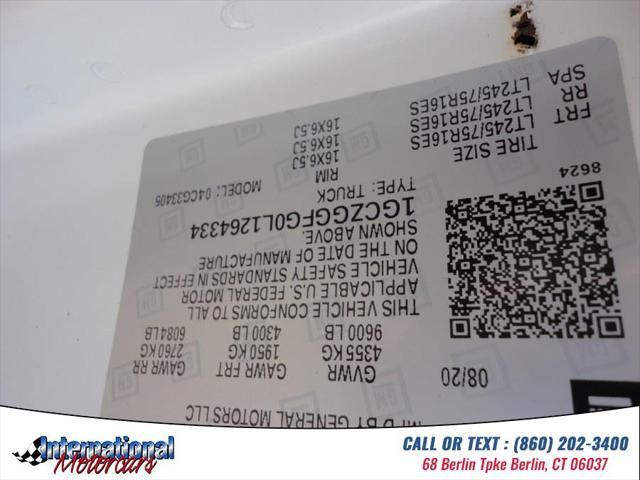 MFD BY GENERAL MOTORS LLC
08/20 GVWR GAWR FRT GAWR RR
4355 KG 1950 KG 2760 KG
9600 LB 4300 LB 6084 LB
THIS VEHICLE CONFORMS TO ALL
APPLICABLE U.S. FEDERAL MOTOR
VEHICLE SAFETY STANDARDS IN EFFECT
ON THE DATE OF MANUFACTURE
SHOWN ABOVE.
1GCZGGFG0L1264334
TYPE: TRUCK MODEL: 04CG33405
8624
TIRE SIZE RIM
FRT LT245/75R16ES 16X6.5J
RR LT245/75R16ES 16X6.5J
SPA LT245/75R16ES 16X6.5J
GM
International
Motorcars
CALL OR TEXT : (860) 202-3400
68 Berlin Tpke Berlin, CT 06037